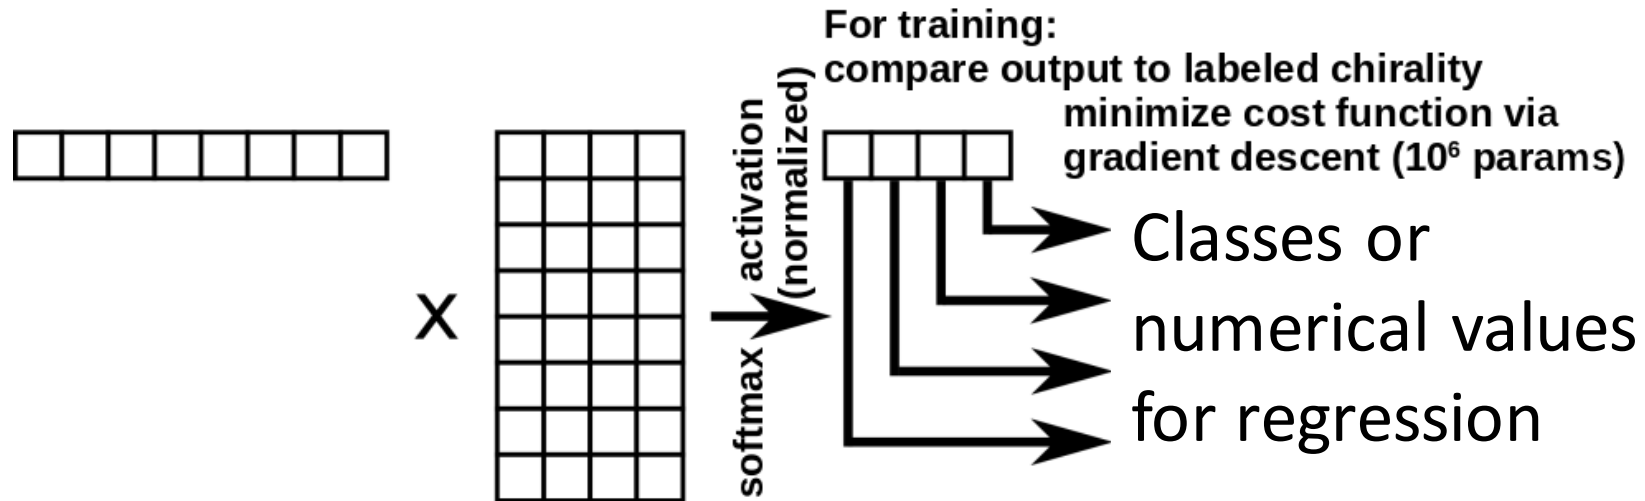 For training:
compare output to labeled chirality
minimize cost function via
gradient descent (10⁶ params)
X
softmax activation
(normalized)
Classes or
numerical values
for regression